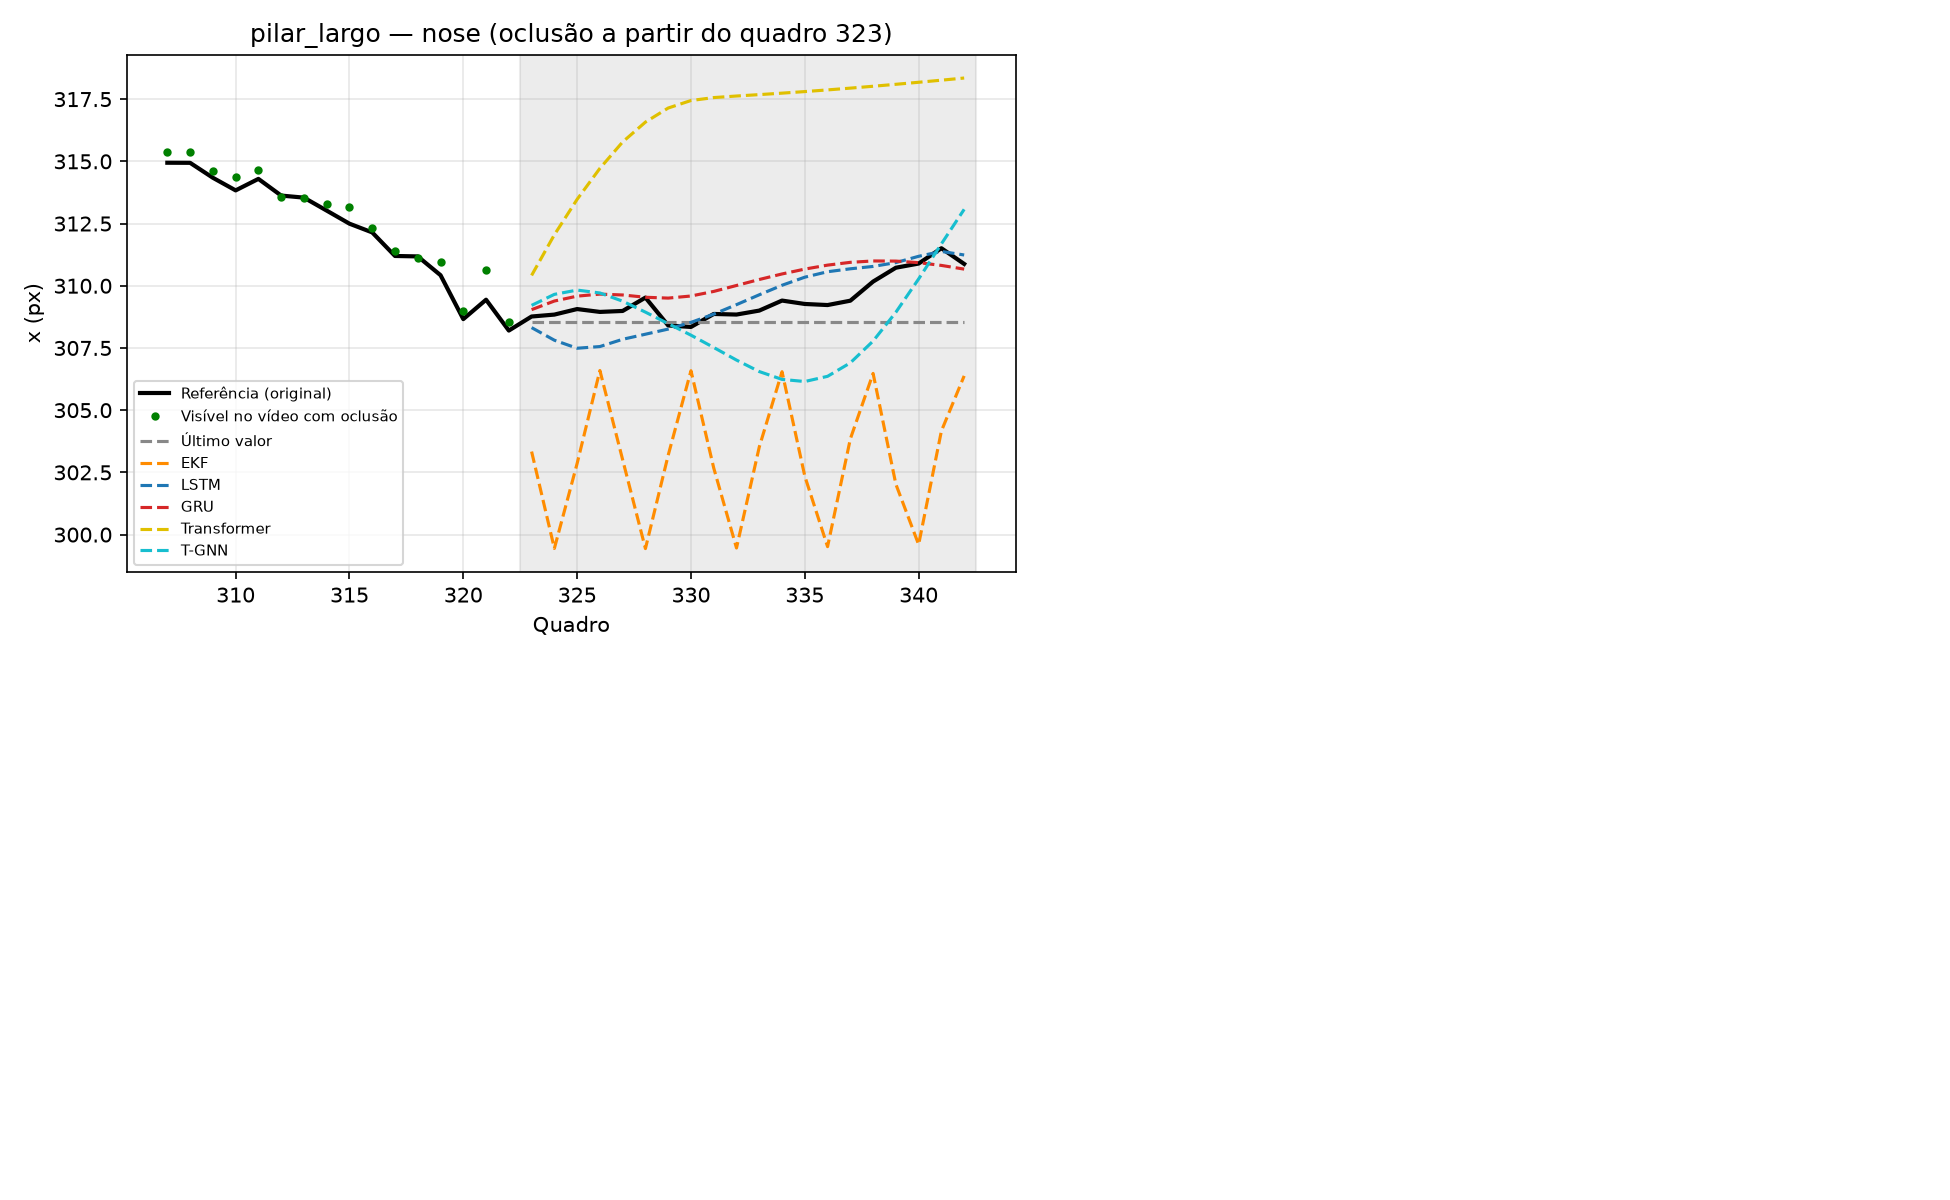 pilar_largo — nose (oclusão a partir do quadro 323)
x (px)
317.5
315.0
312.5
310.0
307.5
305.0
302.5
300.0
Referência (original)
Visível no vídeo com oclusão
Último valor
EKF
LSTM
GRU
Transformer
T-GNN
310 315 320 325 330 335 340
Quadro